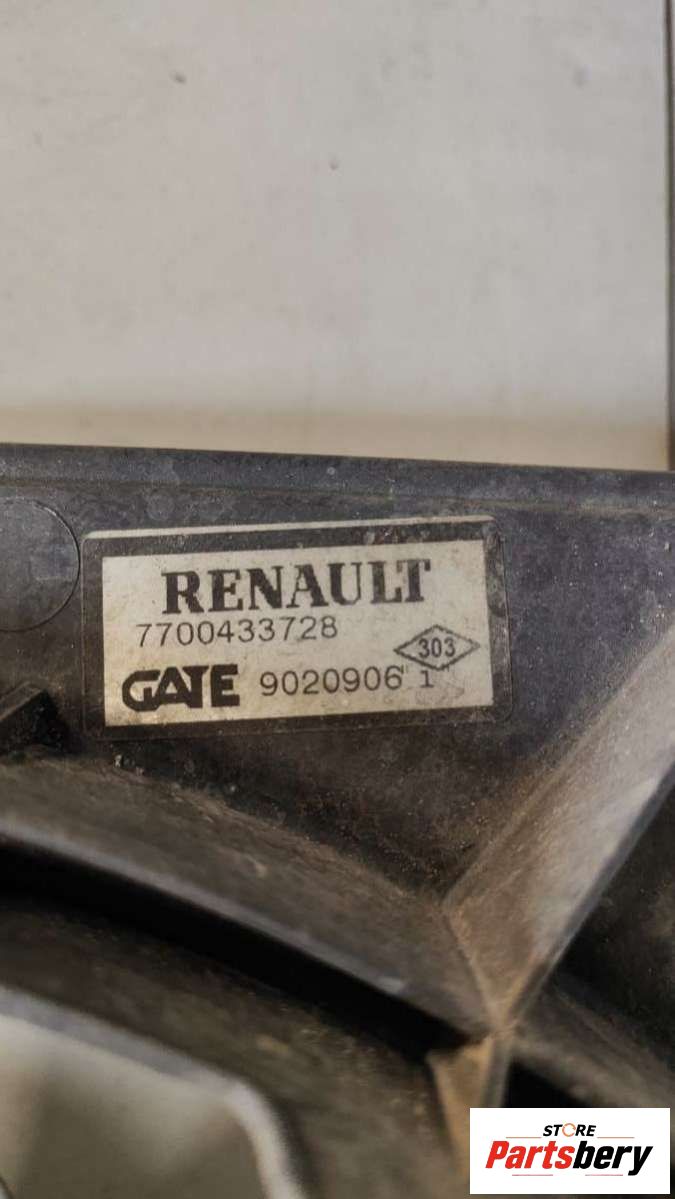 RENAULT
7700433728
303
GATE 9020906 1
STORE
Partsbery